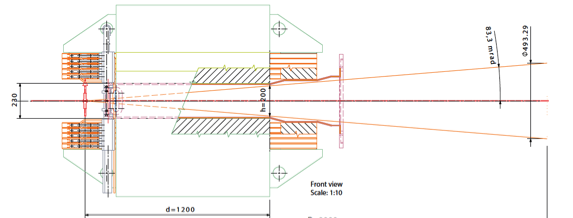 83,3 mrad
Φ493.29
230
h=200
Front view
Scale: 1:10
d=1200